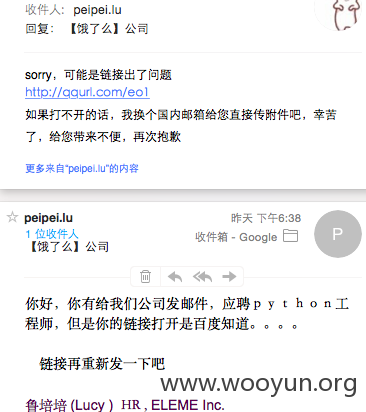 收件人: peipei.lu
回复: 【饿了么】公司
sorry，可能是链接出了问题
http://qqurl.com/eo1
如果打不开的话，我换个国内邮箱给您直接传附件吧，幸苦
了，给您带来不便，再次抱歉
更多来自“peipei.lu”的内容
peipei.lu 昨天 下午6:38
1 位收件人 收件箱 - Google
【饿了么】公司
P
你好，你有给我们公司发邮件，应聘ｐｙｔｈｏｎ工
程师，但是你的链接打开是百度知道。。。。
链接再重新发一下吧
www.wooyun.org
鲁培培 (Lucy ) HR , ELEME Inc.